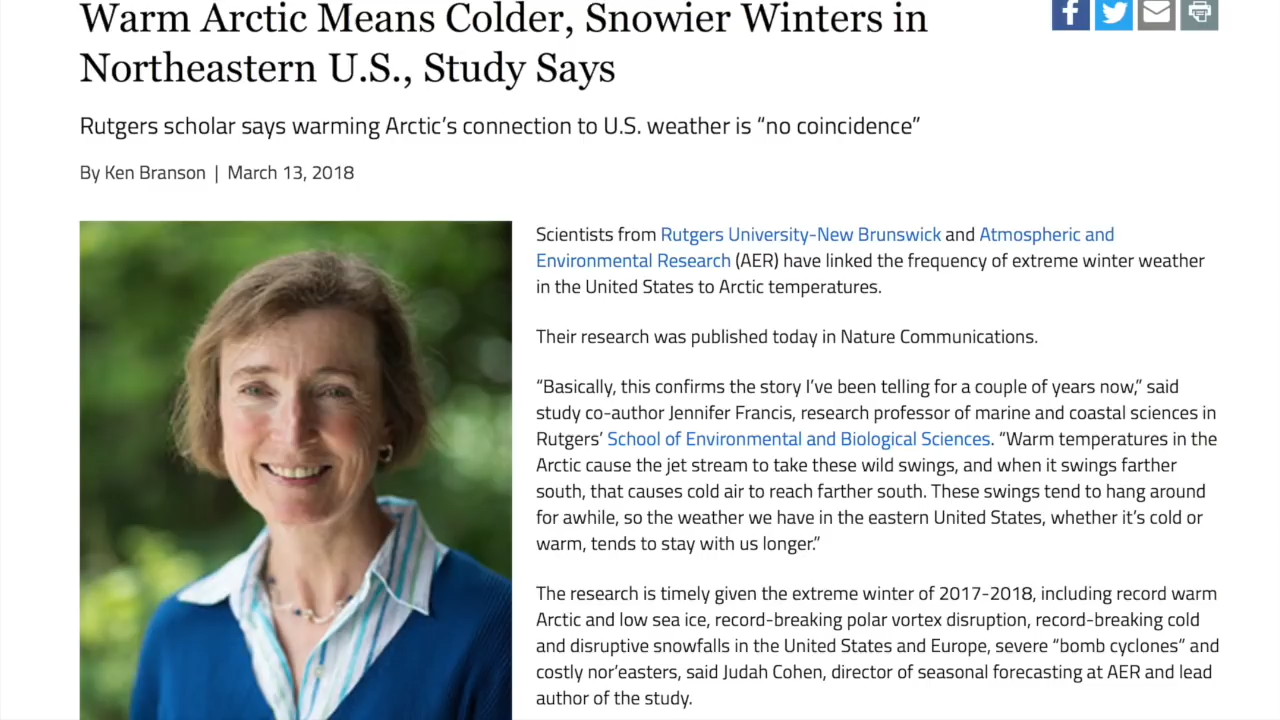 Warm Arctic Means Colder, Snowier Winters in
Northeastern U.S., Study Says
Rutgers scholar says warming Arctic's connection to U.S. weather is “no coincidence”
By Ken Branson | March 13, 2018
Scientists from Rutgers University-New Brunswick and Atmospheric and
Environmental Research (AER) have linked the frequency of extreme winter weather
in the United States to Arctic temperatures.
Their research was published today in Nature Communications.
“Basically, this confirms the story I’ve been telling for a couple of years now,” said
study co-author Jennifer Francis, research professor of marine and coastal sciences in
Rutgers’ School of Environmental and Biological Sciences. “Warm temperatures in the
Arctic cause the jet stream to take these wild swings, and when it swings farther
south, that causes cold air to reach farther south. These swings tend to hang around
for awhile, so the weather we have in the eastern United States, whether it’s cold or
warm, tends to stay with us longer.”
The research is timely given the extreme winter of 2017-2018, including record warm
Arctic and low sea ice, record-breaking polar vortex disruption, record-breaking cold
and disruptive snowfalls in the United States and Europe, severe “bomb cyclones” and
costly nor’easters, said Judah Cohen, director of seasonal forecasting at AER and lead
author of the study.